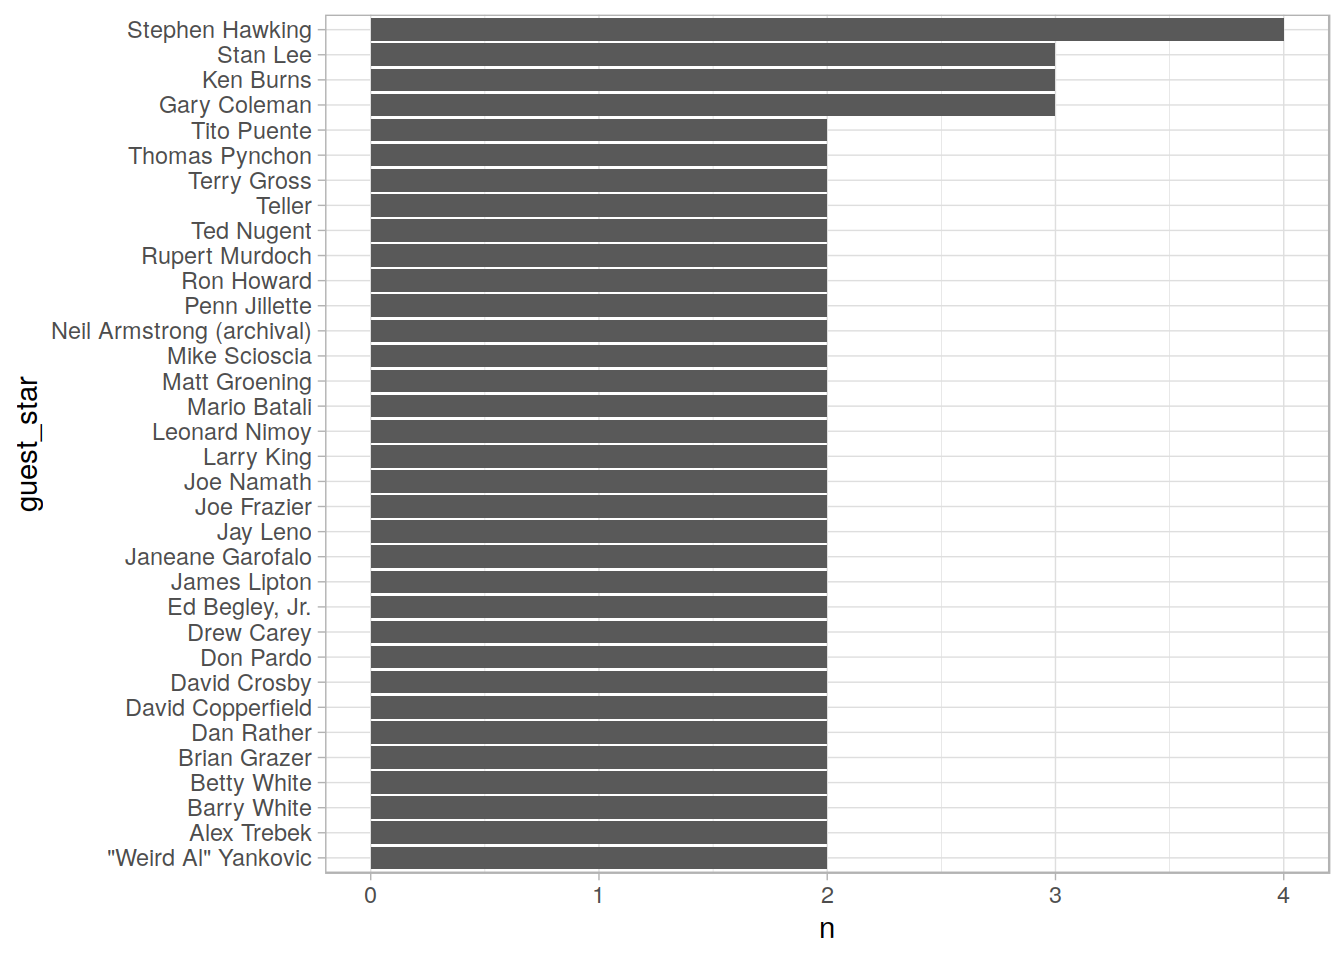 Stephen Hawking
Stan Lee
Ken Burns
Gary Coleman
Tito Puente
Thomas Pynchon
Terry Gross
Teller
Ted Nugent
Rupert Murdoch
Ron Howard
Penn Jillette
Neil Armstrong (archival)
Mike Scioscia
Matt Groening
Mario Batali
Leonard Nimoy
Larry King
Joe Namath
Joe Frazier
Jay Leno
Janeane Garofalo
James Lipton
Ed Begley, Jr.
Drew Carey
Don Pardo
David Crosby
David Copperfield
Dan Rather
Brian Grazer
Betty White
Barry White
Alex Trebek
"Weird Al" Yankovic
guest_star
0 1 2 3 4
n